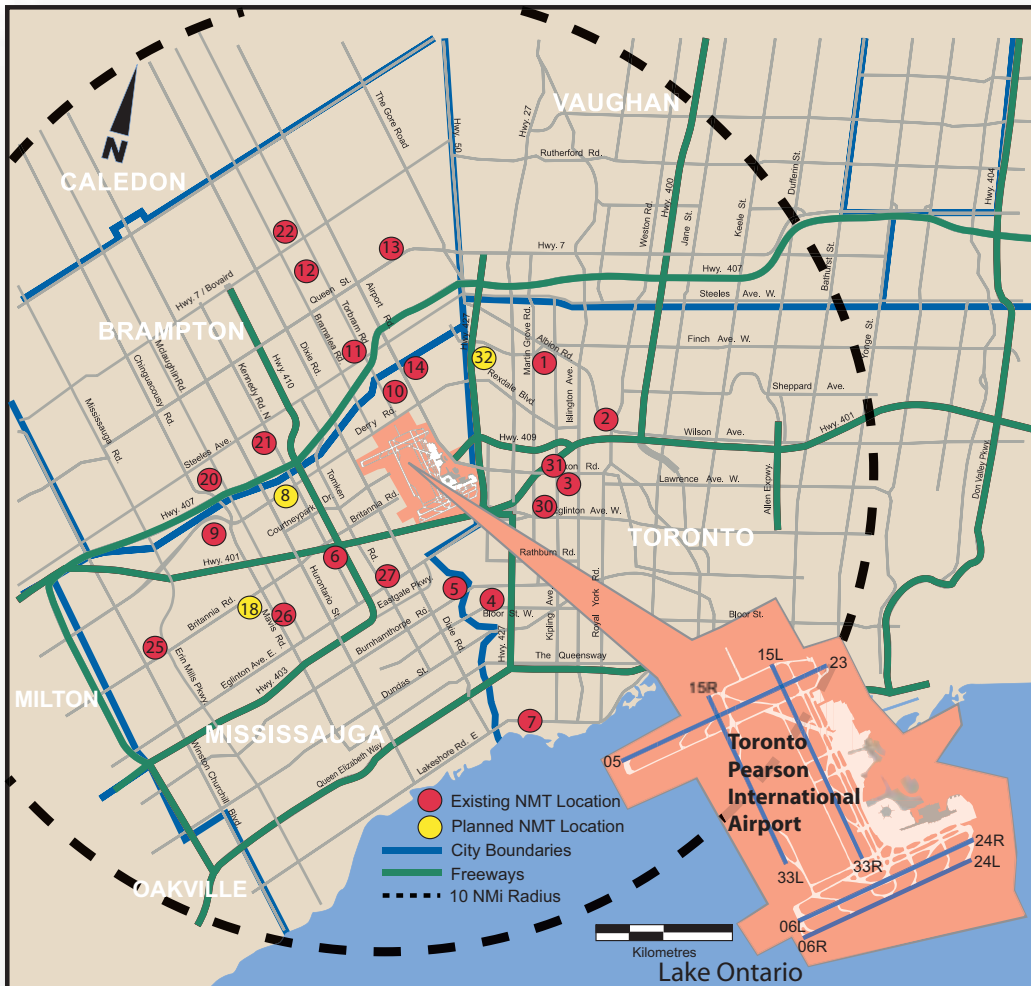 VAUGHAN
The Gore Road
Hwy. 50
Hwy. 27
Rutherford Rd.
Dufferin St.
Hwy. 404
N
CALEDON
Weston Rd.
Hwy. 400
Jane St.
Keele St.
Bathurst St.
22
13
12
Hwy. 7
Hwy. 407
Hwy. 7 / Bovaird
Queen St.
Airport Rd.
Steeles Ave. W.
BRAMPTON
Torbram Rd.
Bramalea Rd.
Dixie Rd.
Hwy. 427
Martin Grove Rd.
Albion Rd.
Finch Ave. W.
Yonge St.
11
14
32
1
10
Rexdale Blvd
Islington Ave.
Sheppard Ave.
Mclaughlin Rd.
Chinguacousy Rd.
Mississauga Rd.
Hwy. 410
Kennedy Rd. N.
Derry Rd.
2
Wilson Ave.
Hwy. 401
21
Steeles Ave.
Hwy. 409
31
xon Rd.
3
Lawrence Ave. W.
Allen Expwy.
Don Valley Pkwy.
20
8
Tomken
Rd.
Courtneypark Dr.
Britannia Rd.
Hwy. 407
30
Eglinton Ave. W.
9
TORONTO
Hwy. 401
6
27
Rathburn Rd.
Eastgate Pkwy.
5
4
Hurontario St.
Britannia Rd.
18
26
Mavis Rd.
Burnhamthorpe Rd
Dixie Rd.
Bloor St. W.
Bloor St.
Hwy. 427
Kipling Ave.
Royal York Rd.
25
Erin Mills Pkwy.
Eglinton Ave. E.
Hwy. 403
The Queensway
Dundas St.
MILTON
MISSISSAUGA
7
Winston Churchill Blvd.
Queen Elizabeth Way
Lakeshore Rd. E
OAKVILLE
15L
23
15R
05
Toronto
Pearson
International
Airport
24R
24L
33R
33L
06L
06R
Existing NMT Location
Planned NMT Location
City Boundaries
Freeways
10 NMi Radius
Kilometres
Lake Ontario